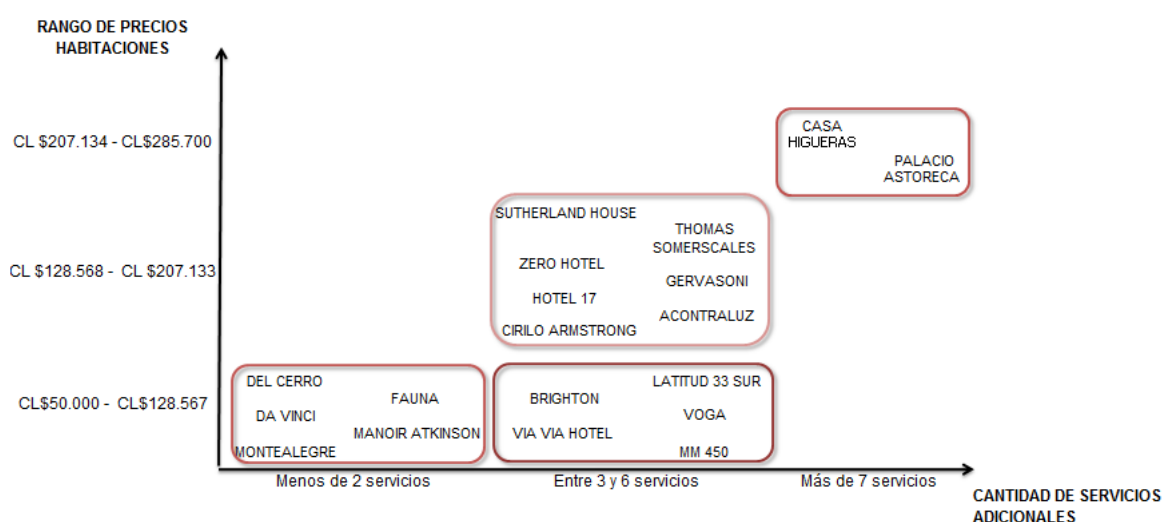 RANGO DE PRECIOS
HABITACIONES
CL $207.134 - CL$285.700
CASA
HIGUERAS
PALACIO
ASTORECA
CL $128.568 - CL $207.133
SUTHERLAND HOUSE
THOMAS
SOMERSCALES
ZERO HOTEL
GERVASONI
HOTEL 17
ACONTRALUZ
CIRILO ARMSTRONG
CL$50.000 - CL$128.567
DEL CERRO
FAUNA
DA VINCI
MANOIR ATKINSON
MONTEALEGRE
LATITUD 33 SUR
BRIGHTON
VOGA
VIA VIA HOTEL
MM 450
Menos de 2 servicios
Entre 3 y 6 servicios
Más de 7 servicios
CANTIDAD DE SERVICIOS
ADICIONALES